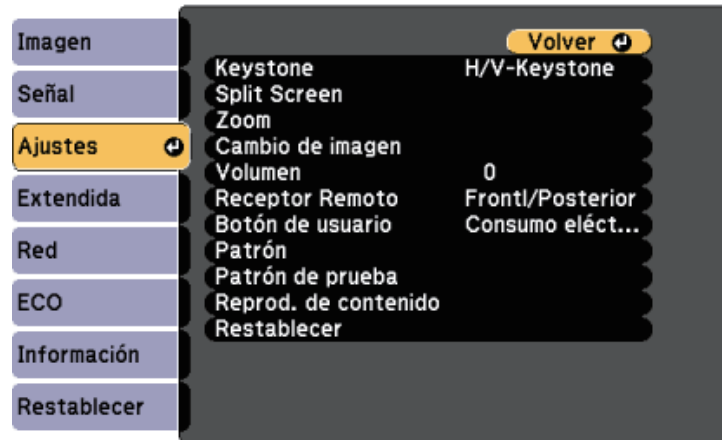 Imagen
Señal
Ajustes
Extendida
Red
ECO
Información
Restablecer
Volver
Keystone H/V-Keystone
Split Screen
Zoom
Cambio de imagen
Volumen 0
Receptor Remoto Frontl/Posterior
Botón de usuario Consumo eléct...
Patrón
Patrón de prueba
Reprod. de contenido
Restablecer